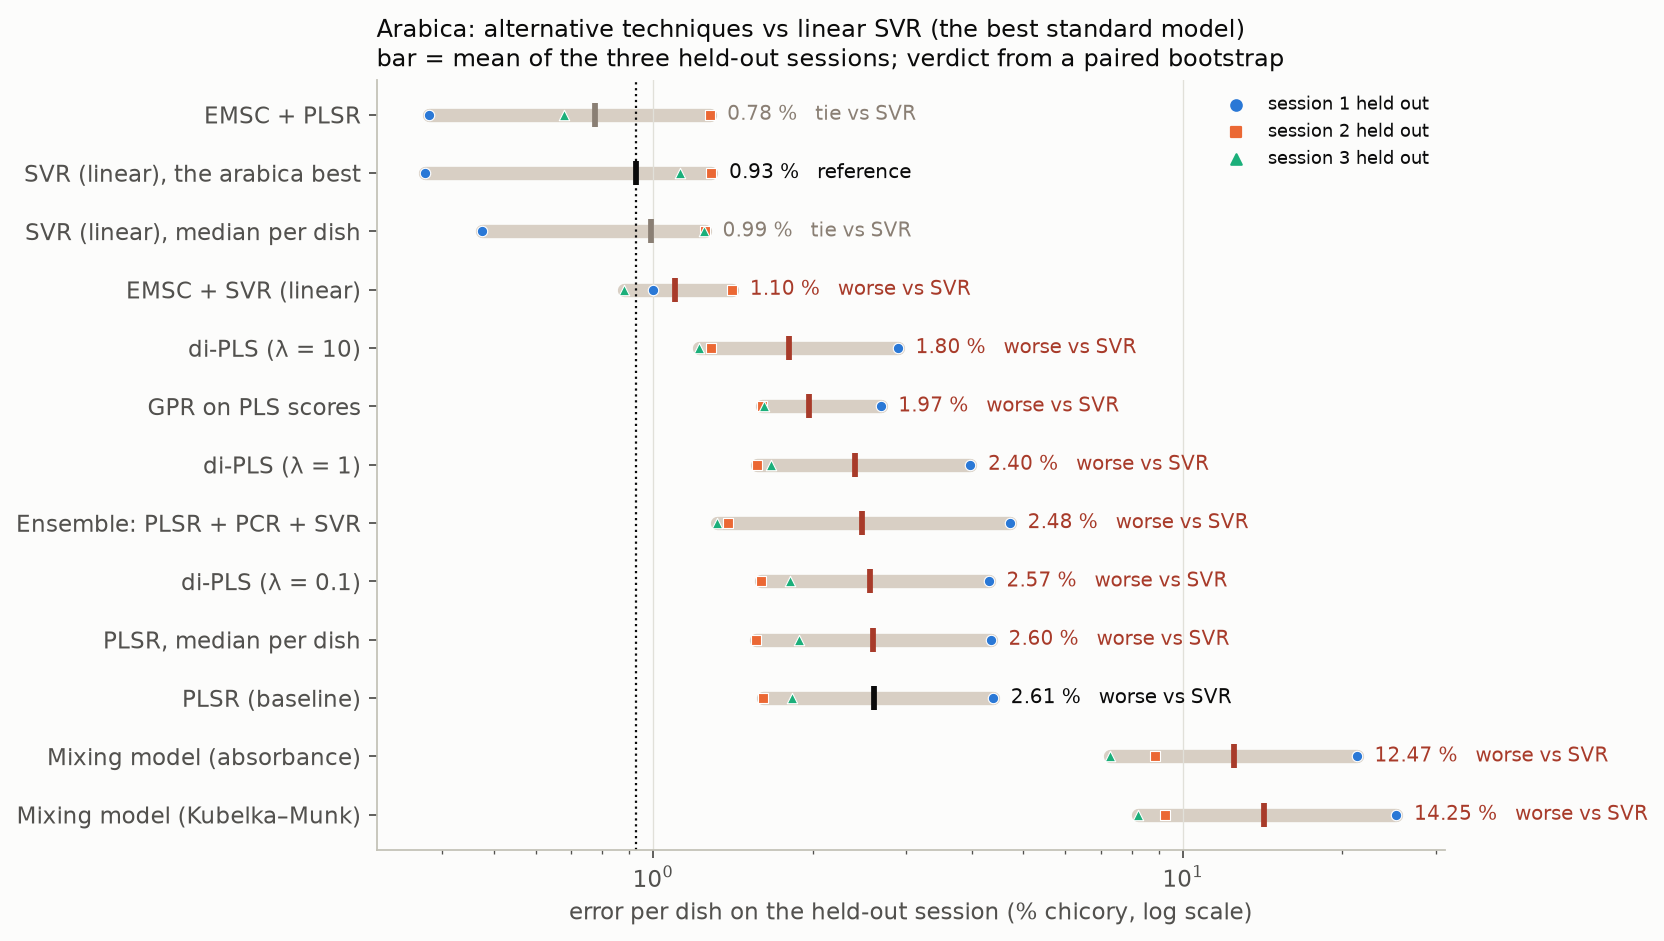 Arabica: alternative techniques vs linear SVR (the best standard model)
bar = mean of the three held-out sessions; verdict from a paired bootstrap
session 1 held out
session 2 held out
session 3 held out
EMSC + PLSR 0.78 % tie vs SVR
SVR (linear), the arabica best 0.93 % reference
SVR (linear), median per dish 0.99 % tie vs SVR
EMSC + SVR (linear) 1.10 % worse vs SVR
di-PLS (λ = 10) 1.80 % worse vs SVR
GPR on PLS scores 1.97 % worse vs SVR
di-PLS (λ = 1) 2.40 % worse vs SVR
Ensemble: PLSR + PCR + SVR 2.48 % worse vs SVR
di-PLS (λ = 0.1) 2.57 % worse vs SVR
PLSR, median per dish 2.60 % worse vs SVR
PLSR (baseline) 2.61 % worse vs SVR
Mixing model (absorbance) 12.47 % worse vs SVR
Mixing model (Kubelka–Munk) 14.25 % worse vs SVR
10⁰ 10¹
error per dish on the held-out session (% chicory, log scale)